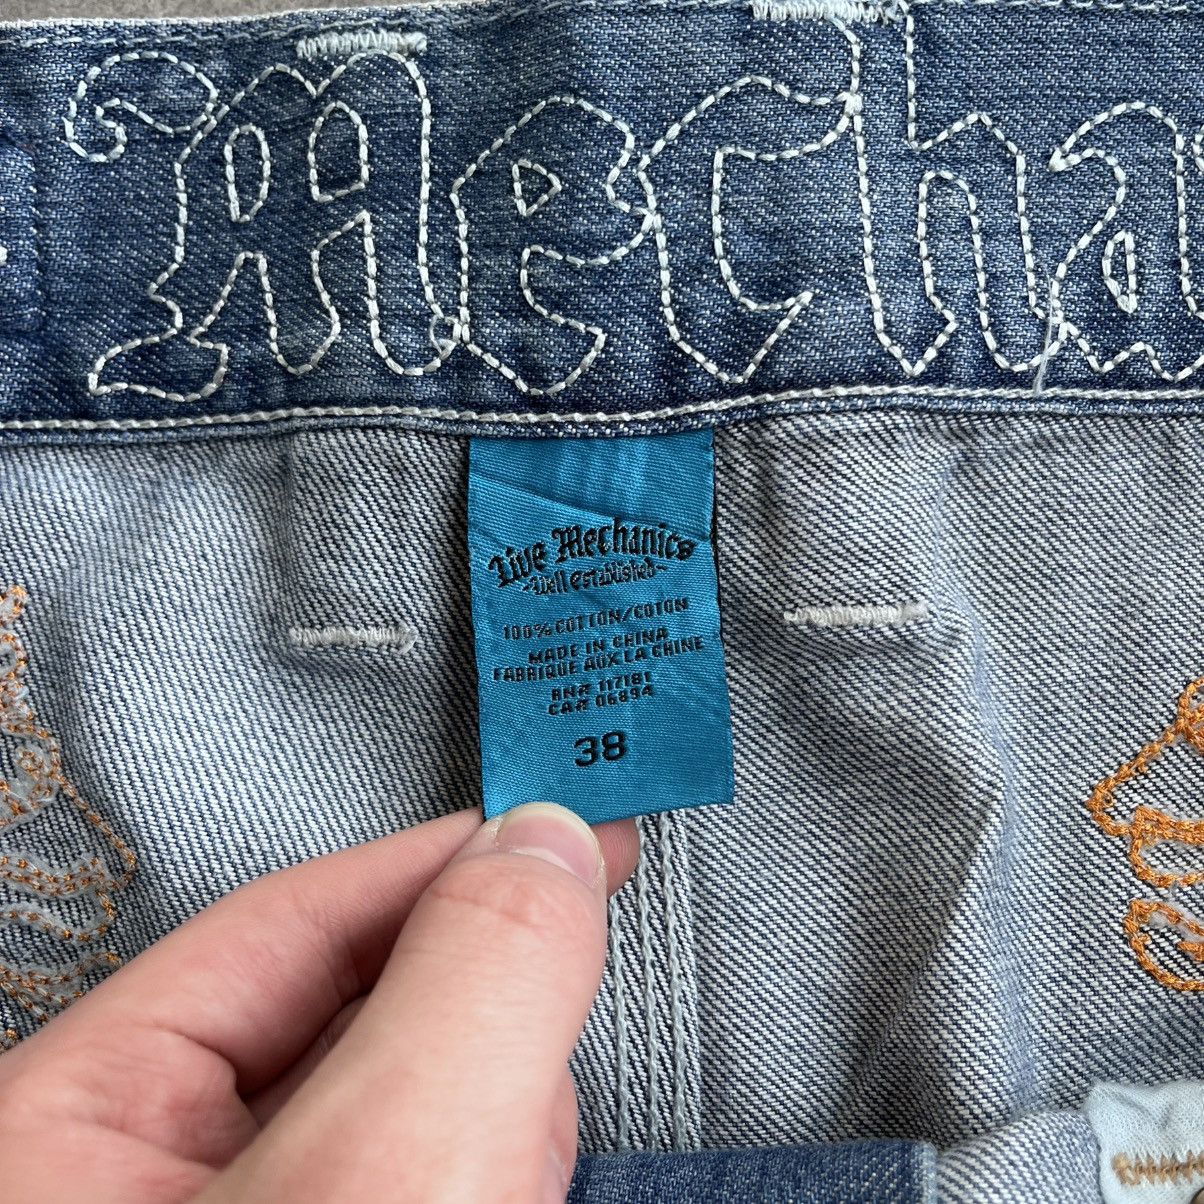 Mecha
Live Mechanics
~Well Established~
100% COTTON/COTON
MADE IN CHINA
FABRIQUE AUX LA CHINE
RN# 117181
CA# 06894
38